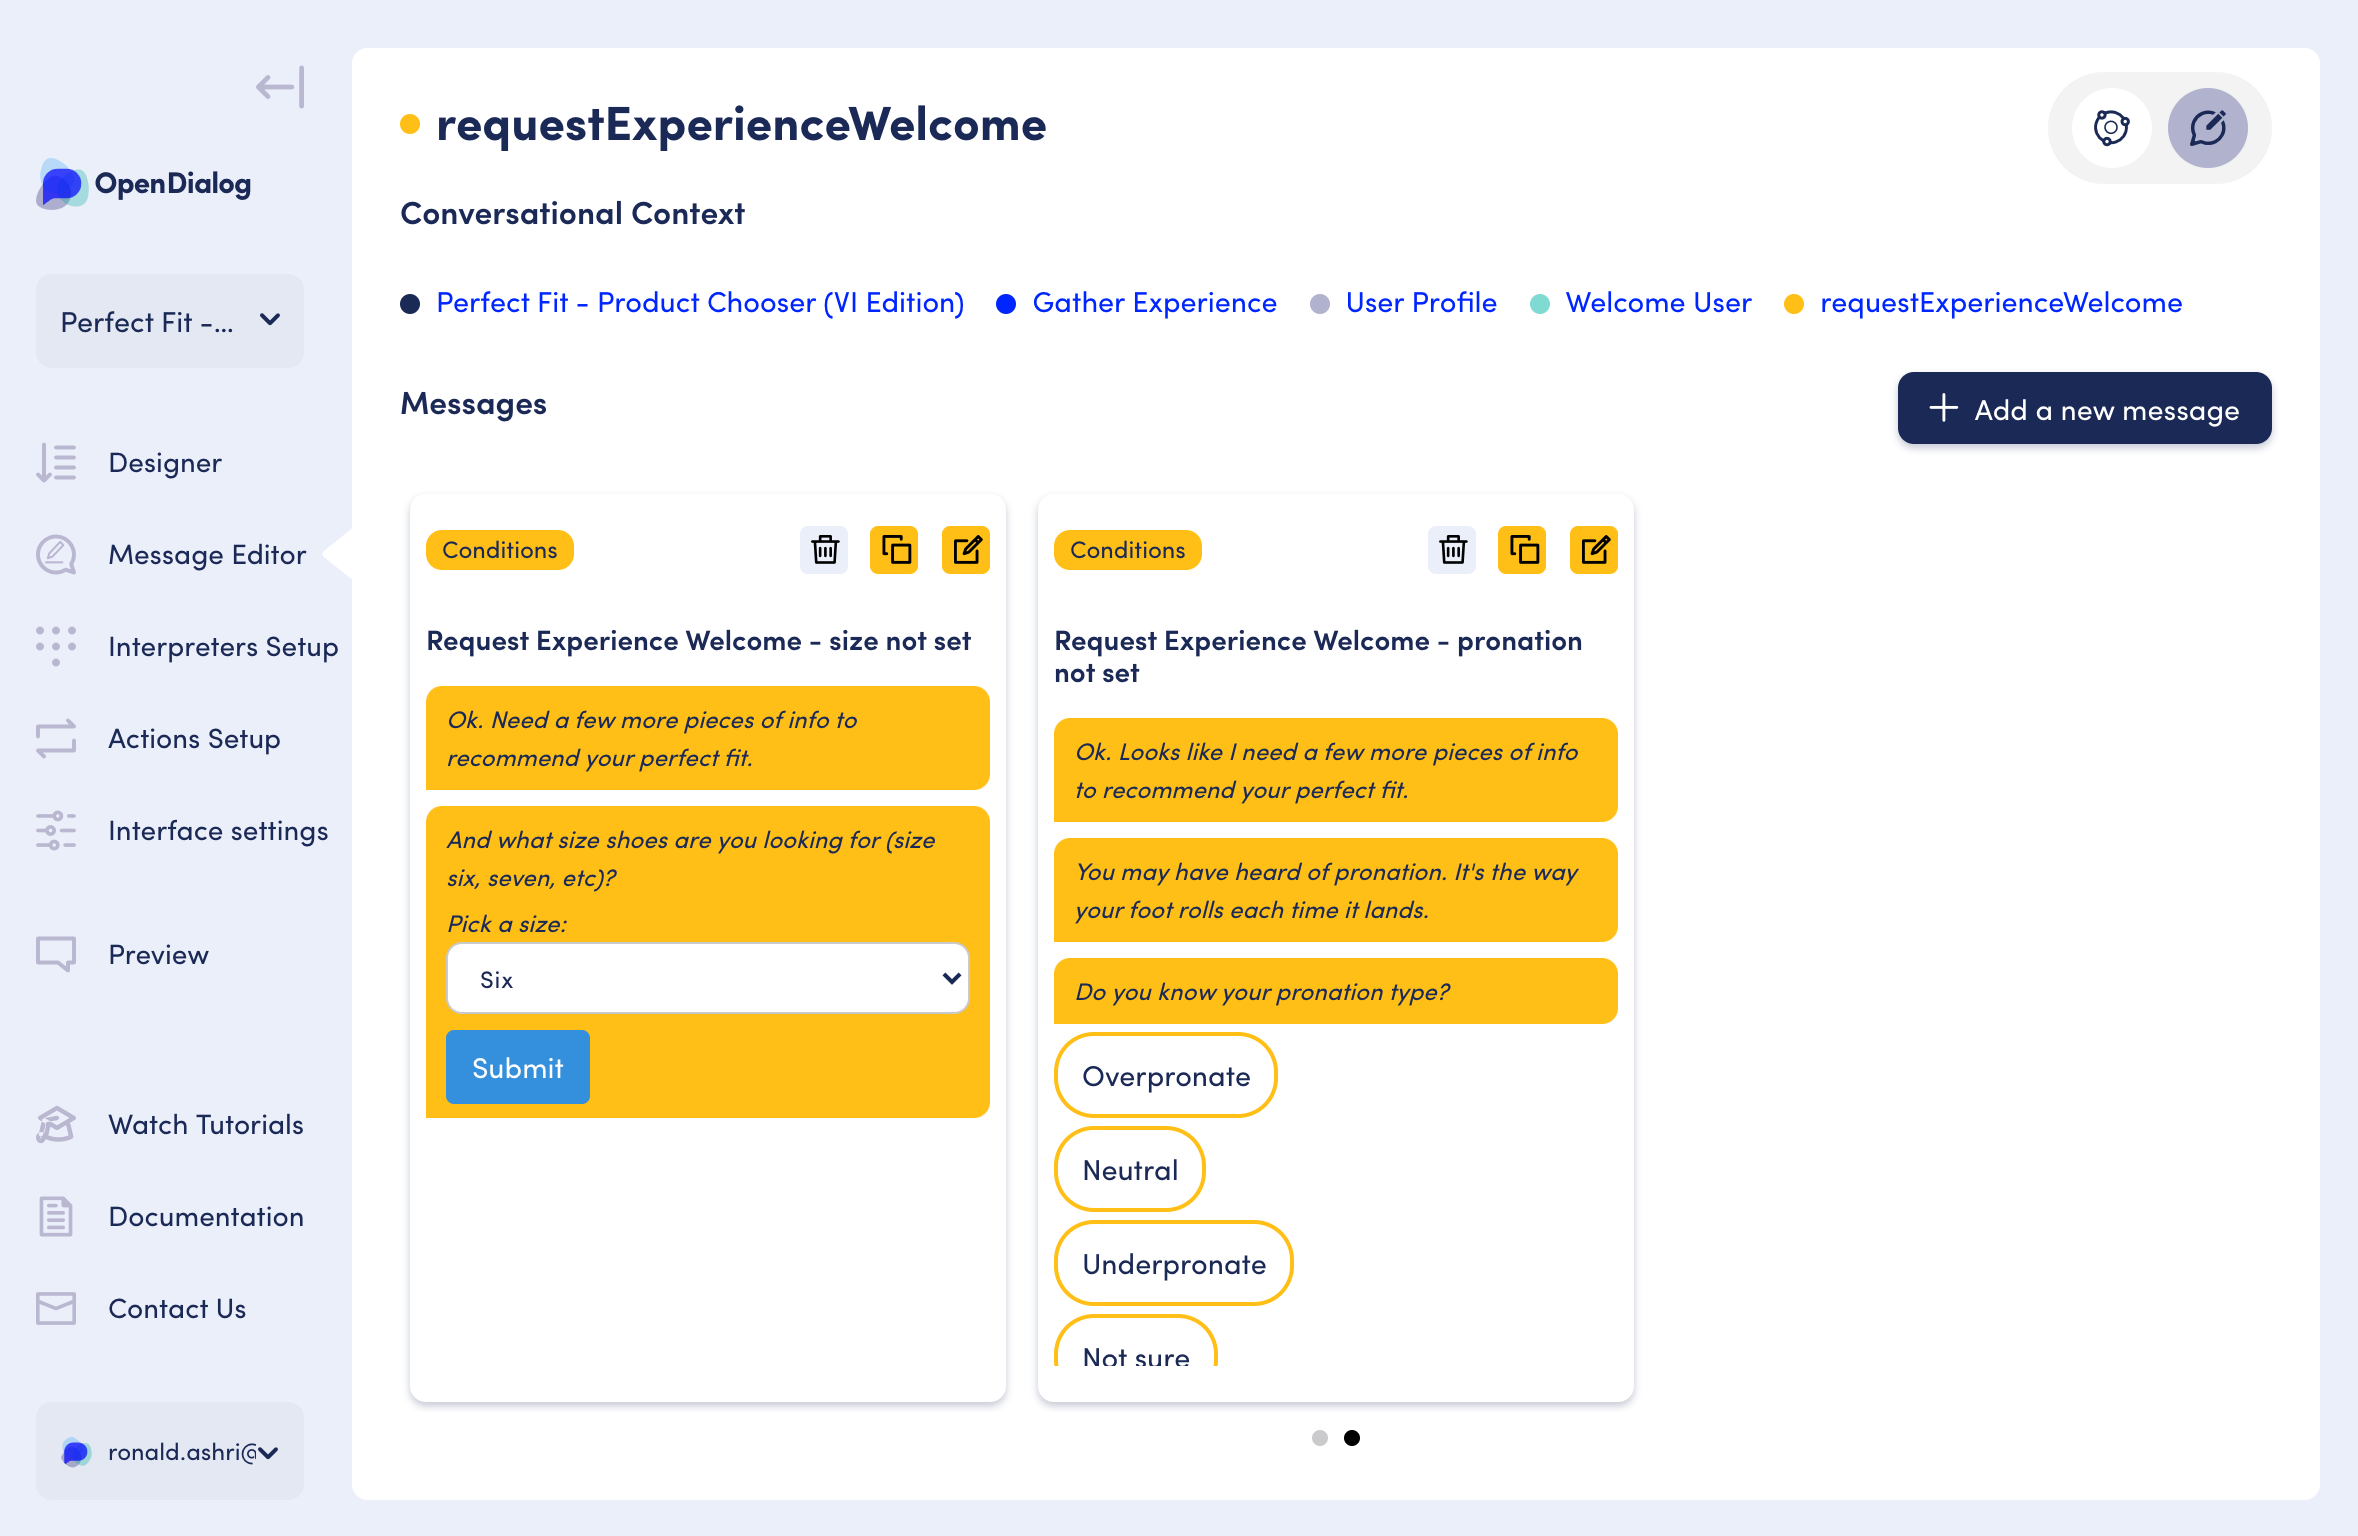 OpenDialog
Perfect Fit -...
Designer
Message Editor
Interpreters Setup
Actions Setup
Interface settings
Preview
Watch Tutorials
Documentation
Contact Us
ronald.ashri@
requestExperienceWelcome
Conversational Context
Perfect Fit - Product Chooser (VI Edition) Gather Experience User Profile Welcome User requestExperienceWelcome
Messages
+ Add a new message
Conditions
Request Experience Welcome - size not set
Ok. Need a few more pieces of info to
recommend your perfect fit.
And what size shoes are you looking for (size
six, seven, etc)?
Pick a size:
Six
Submit
Conditions
Request Experience Welcome - pronation
not set
Ok. Looks like I need a few more pieces of info
to recommend your perfect fit.
You may have heard of pronation. It's the way
your foot rolls each time it lands.
Do you know your pronation type?
Overpronate
Neutral
Underpronate
Not sure